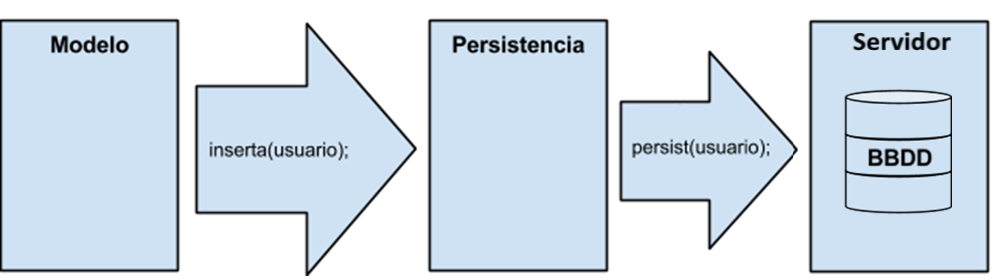 Modelo
inserta(usuario);
Persistencia
persist(usuario);
Servidor
BBDD